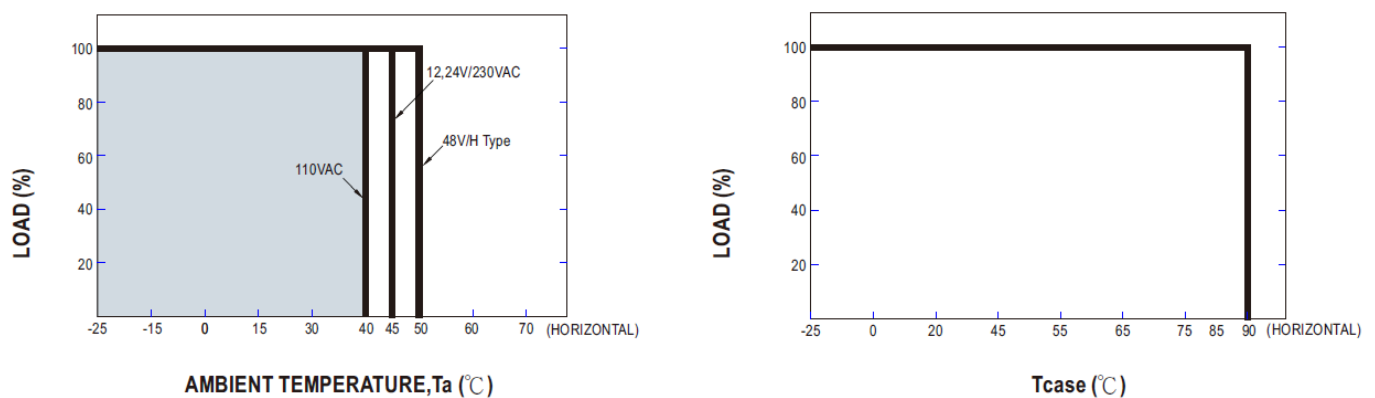 100
80
60
40
20
LOAD (%)
12,24V/230VAC
48V/H Type
110VAC
-25 -15 0 15 30 40 45 50 60 70 (HORIZONTAL)
AMBIENT TEMPERATURE,Ta (℃)
100
80
60
40
20
LOAD (%)
-25 0 20 45 55 65 75 85 90 (HORIZONTAL)
Tcase (℃)